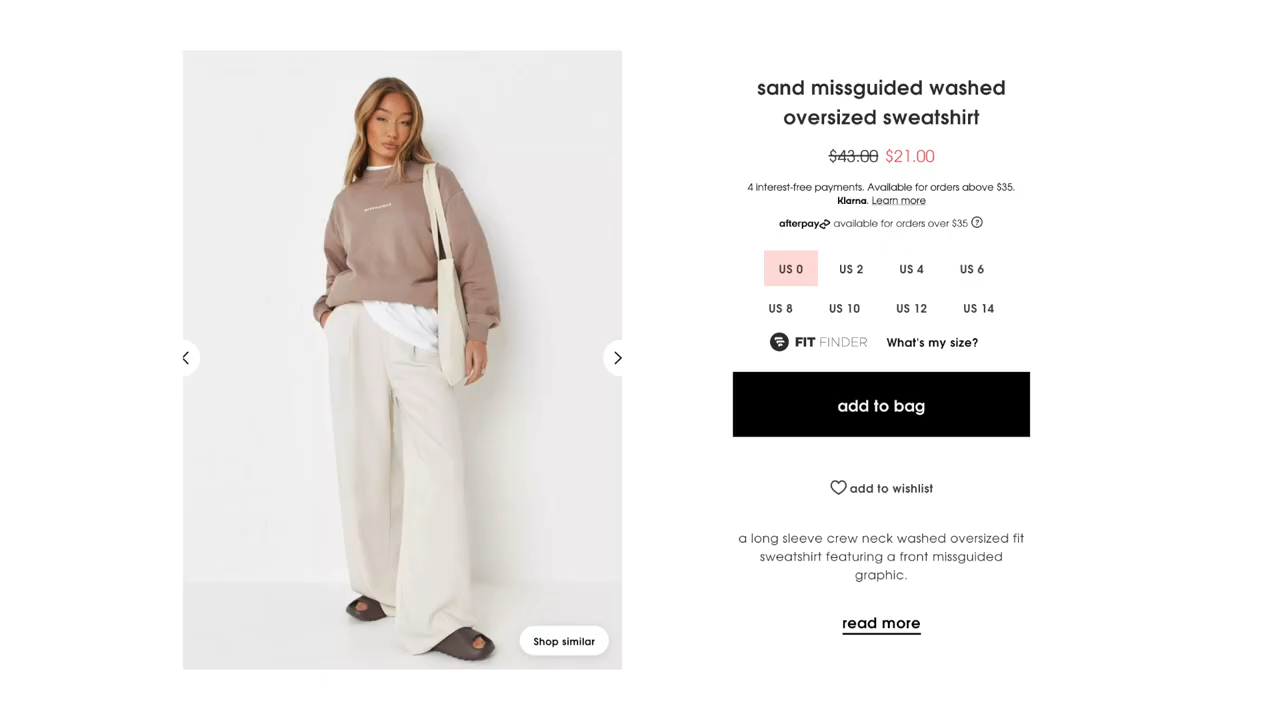 sand missguided washed
oversized sweatshirt
$43.00 $21.00
4 interest-free payments. Available for orders above $35.
Klarna. Learn more
afterpay available for orders over $35 ?
US 0 US 2 US 4 US 6
US 8 US 10 US 12 US 14
FIT FINDER What's my size?
add to bag
add to wishlist
a long sleeve crew neck washed oversized fit
sweatshirt featuring a front missguided
graphic.
read more
MISSGUIDED
Shop similar